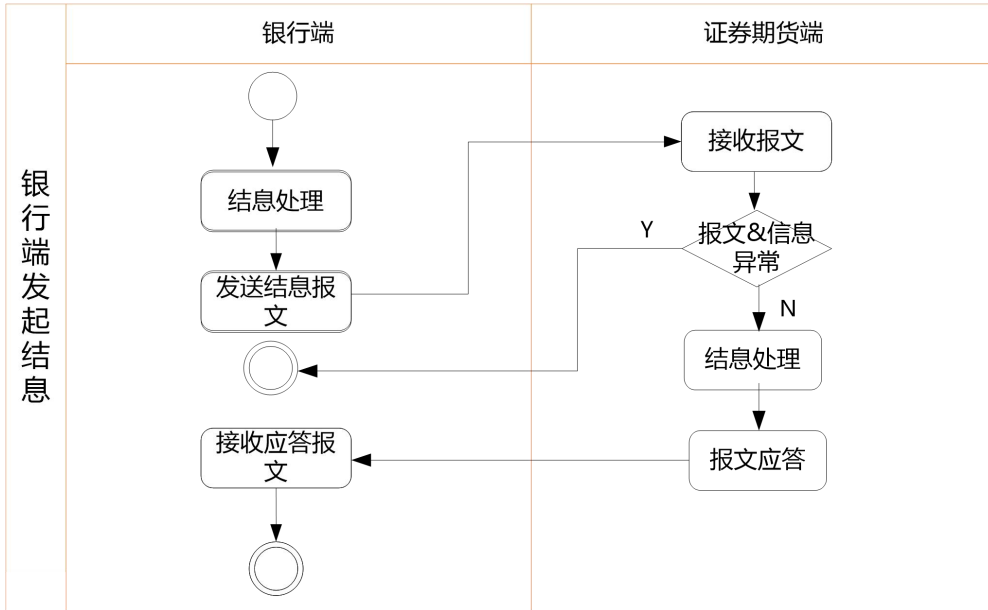 银行端
证券期货端
银行端发起结息
接收报文
结息处理
Y
报文&信息
异常
发送结息报
文
N
结息处理
接收应答报
文
报文应答